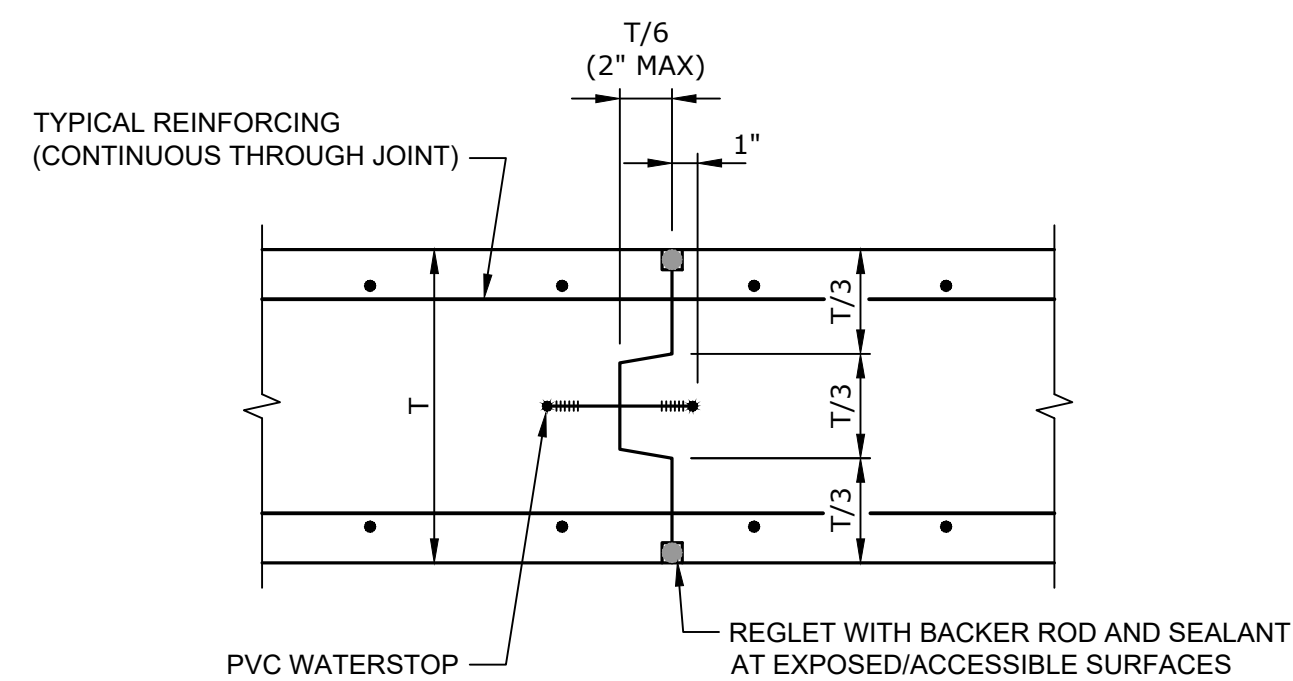 T/6
(2" MAX)
TYPICAL REINFORCING
(CONTINUOUS THROUGH JOINT)
1"
T/3
T
T/3
T/3
REGLET WITH BACKER ROD AND SEALANT
AT EXPOSED/ACCESSIBLE SURFACES
PVC WATERSTOP